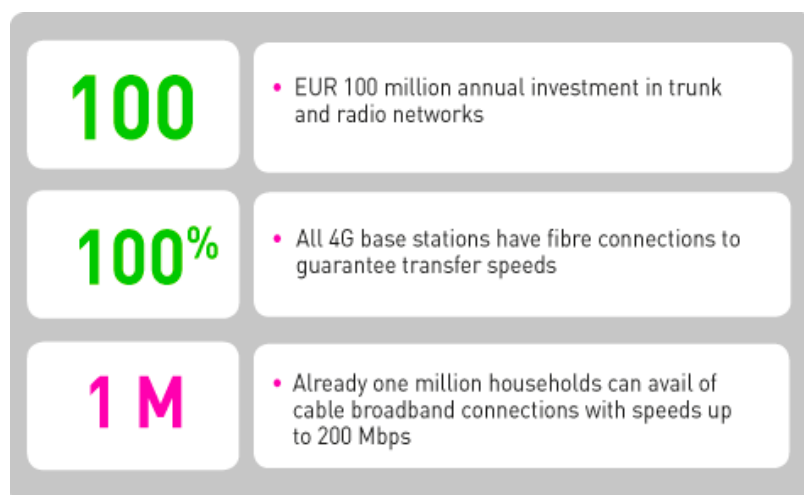 100
• EUR 100 million annual investment in trunk
and radio networks
100%
• All 4G base stations have fibre connections to
guarantee transfer speeds
1 M
• Already one million households can avail of
cable broadband connections with speeds up
to 200 Mbps